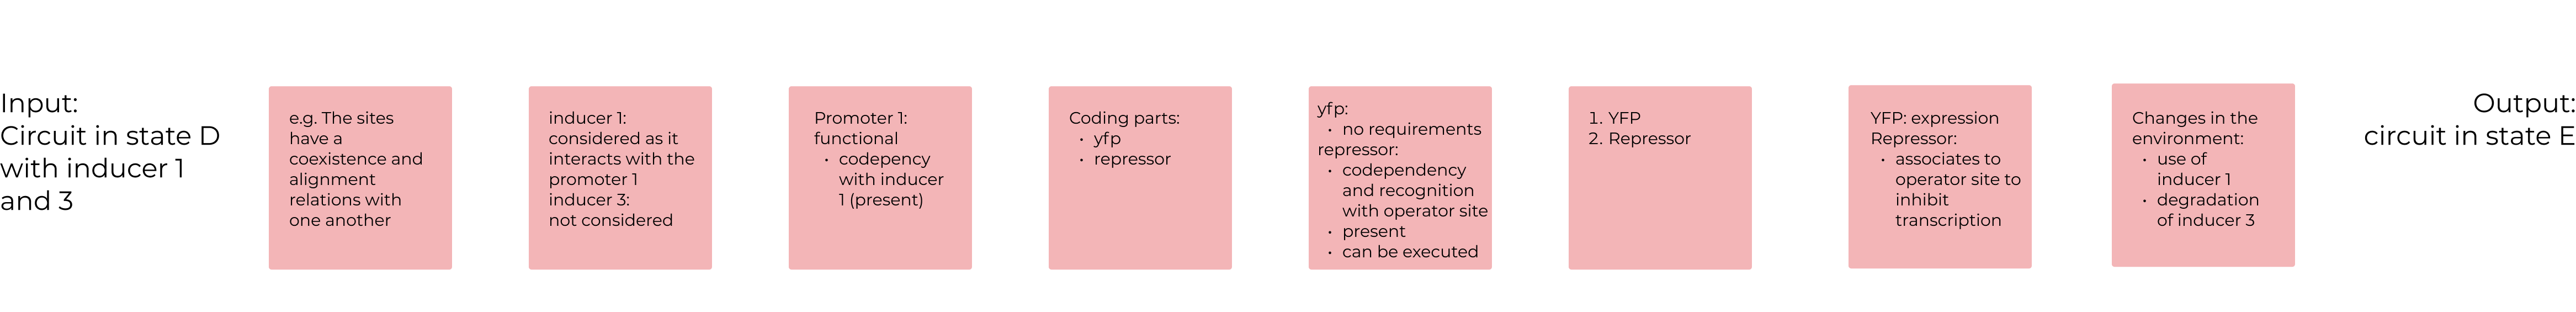 Input:
Circuit in state D
with inducer 1
and 3
e.g. The sites
have a
coexistence and
alignment
relations with
one another
inducer 1:
considered as it
interacts with the
promoter 1
inducer 3:
not considered
Promoter 1:
functional
• codepency
with inducer
1 (present)
Coding parts:
• yfp
• repressor
yfp:
• no requirements
repressor:
• codependency
and recognition
with operator site
• present
• can be executed
1. YFP
2. Repressor
YFP: expression
Repressor:
• associates to
operator site to
inhibit
transcription
Changes in the
environment:
• use of
inducer 1
• degradation
of inducer 3
Output:
circuit in state E